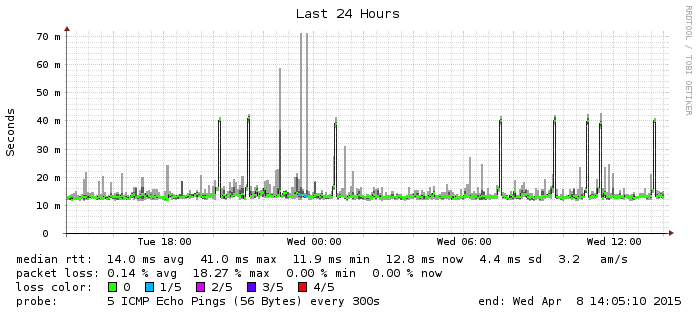 Last 24 Hours
RRDTOOL / TOBI OETIKER
Seconds
70 m
60 m
50 m
40 m
30 m
20 m
10 m
0
Tue 18:00 Wed 00:00 Wed 06:00 Wed 12:00
median rtt: 14.0 ms avg 41.0 ms max 11.9 ms min 12.8 ms now 4.4 ms sd 3.2 am/s
packet loss: 0.14 % avg 18.27 % max 0.00 % min 0.00 % now
loss color: 0 1/5 2/5 3/5 4/5
probe: 5 ICMP Echo Pings (56 Bytes) every 300s end: Wed Apr 8 14:05:10 2015